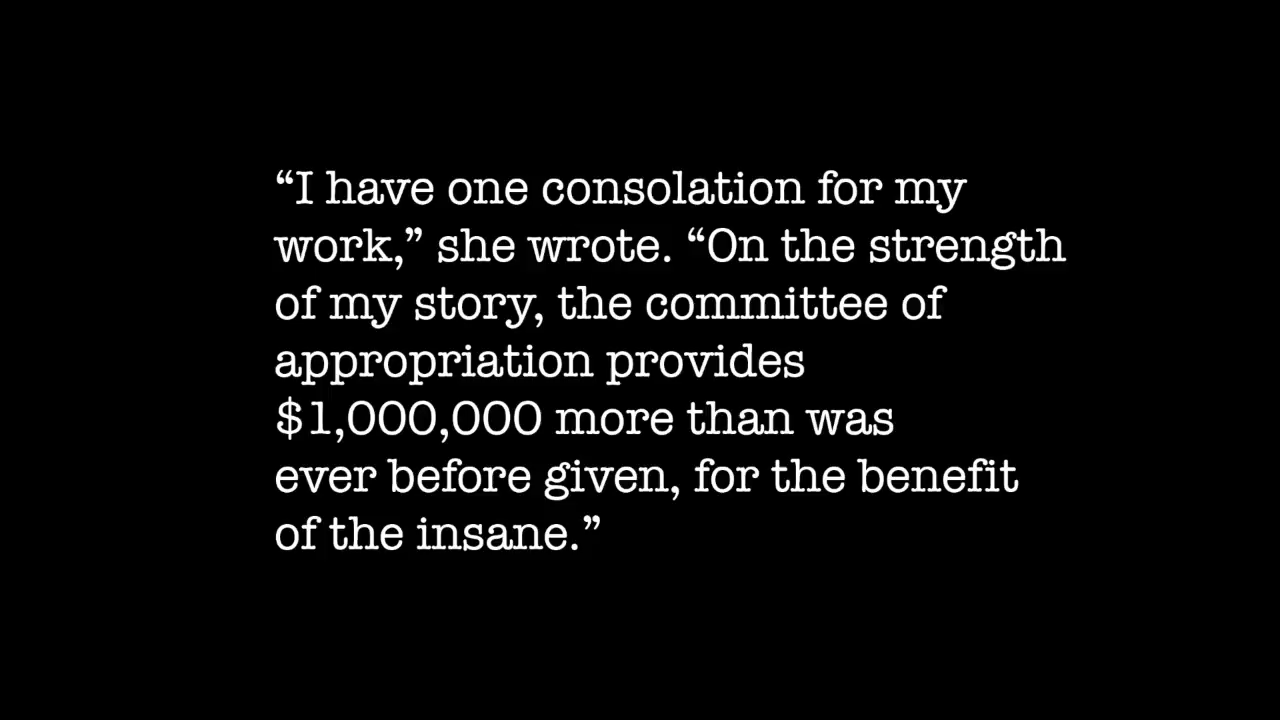 “I have one consolation for my
work,” she wrote. “On the strength
of my story, the committee of
appropriation provides
$1,000,000 more than was
ever before given, for the benefit
of the insane.”